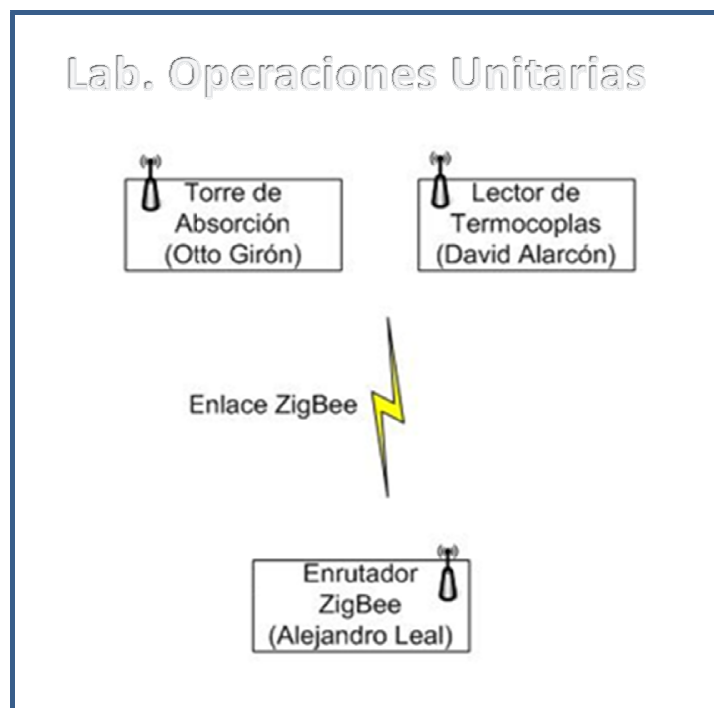 Lab. Operaciones Unitarias
Torre de
Absorción
(Otto Girón)
Lector de
Termocoplas
(David Alarcón)
Enlace ZigBee
Enrutador
ZigBee
(Alejandro Leal)